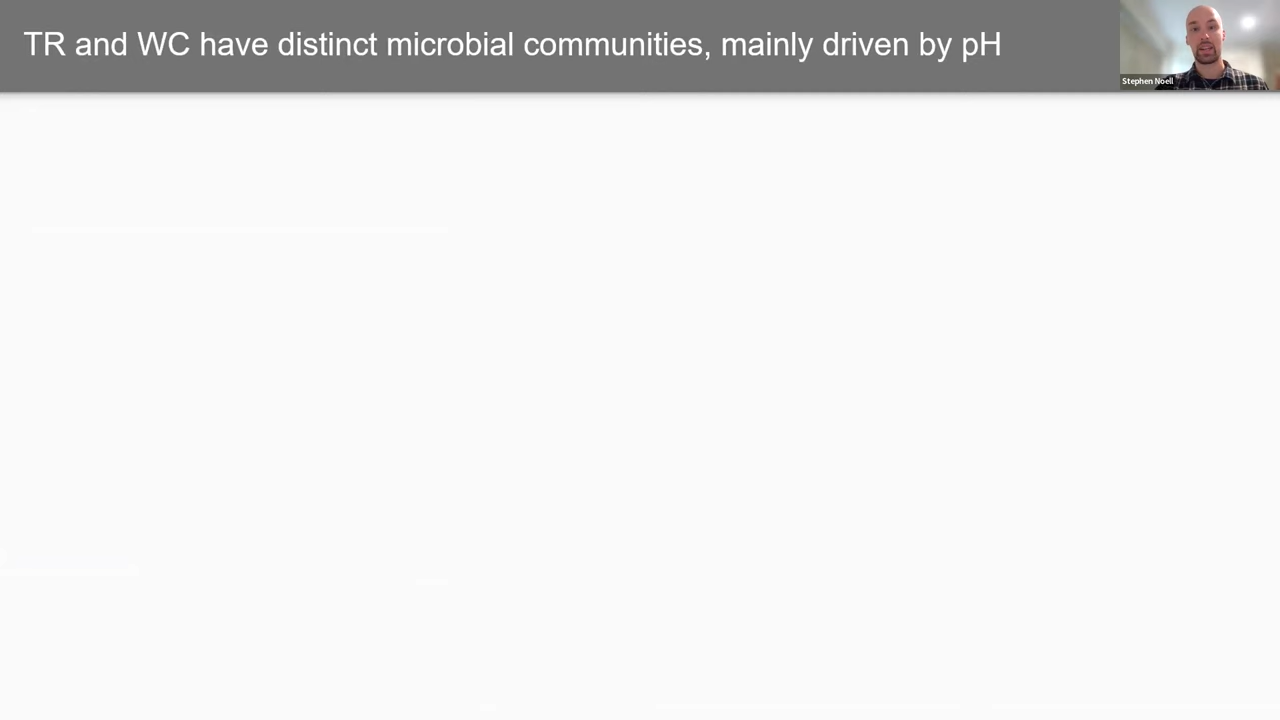 TR and WC have distinct microbial communities, mainly driven by pH
Stephen Noell